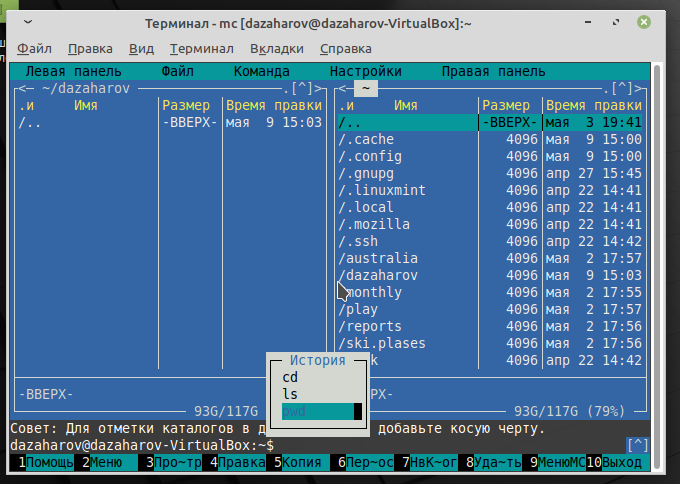 Терминал - mc [dazaharov@dazaharov-VirtualBox]:~
Файл Правка Вид Терминал Вкладки Справка
Левая панель Файл Команда Настройки Правая панель
<─ ~/dazaharov .[^]> <─ ~ .[^]>
.и Имя Размер Время правки .и Имя Размер Время правки
/.. -ВВЕРХ- мая 9 15:03 /.. -ВВЕРХ- мая 3 19:41
/.cache 4096 мая 9 15:00
/.config 4096 мая 9 15:00
/.gnupg 4096 апр 27 15:45
/.linuxmint 4096 апр 22 14:41
/.local 4096 апр 22 14:41
/.mozilla 4096 апр 22 14:41
/.ssh 4096 апр 22 14:42
/australia 4096 мая 2 17:57
/dazaharov 4096 мая 9 15:03
monthly 4096 мая 2 17:55
/play 4096 мая 2 17:57
/reports 4096 мая 2 17:56
/ski.plases 4096 мая 2 17:56
k 4096 апр 22 14:42
История
cd
ls
pwd
-ВВЕРХ- РХ-
93G/117G 93G/117G (79%)
Совет: Для отметки каталогов в д добавьте косую черту.
dazaharov@dazaharov-VirtualBox:~$ [^]
1Помощь 2Меню 3Про~тр 4Правка 5Копия 6Пер~ос 7НвК~ог 8Уда~ть 9МенюМС 10Выход